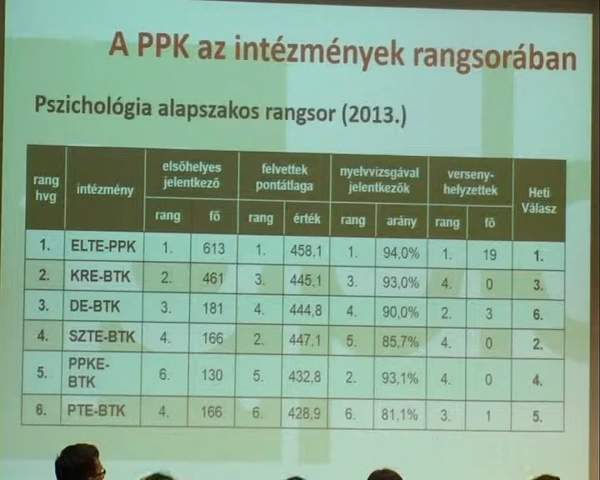 A PPK az intézmények rangsorában
Pszichológia alapszakos rangsor (2013.)
rang hvg | intézmény | elsőhelyes jelentkező | felvettek pontátlaga | nyelvvizsgával jelentkezők | verseny-helyzettek | Heti Válasz
rang | fő | rang | érték | rang | arány | rang | fő
1. | ELTE-PPK | 1. | 613 | 1. | 458,1 | 1. | 94,0% | 1. | 19 | 1.
2. | KRE-BTK | 2. | 461 | 3. | 445,1 | 3. | 93,0% | 4. | 0 | 3.
3. | DE-BTK | 3. | 181 | 4. | 444,8 | 4. | 90,0% | 2. | 3 | 6.
4. | SZTE-BTK | 4. | 166 | 2. | 447,1 | 5. | 85,7% | 4. | 0 | 2.
5. | PPKE-BTK | 6. | 130 | 5. | 432,8 | 2. | 93,1% | 4. | 0 | 4.
6. | PTE-BTK | 4. | 166 | 6. | 428,9 | 6. | 81,1% | 3. | 1 | 5.